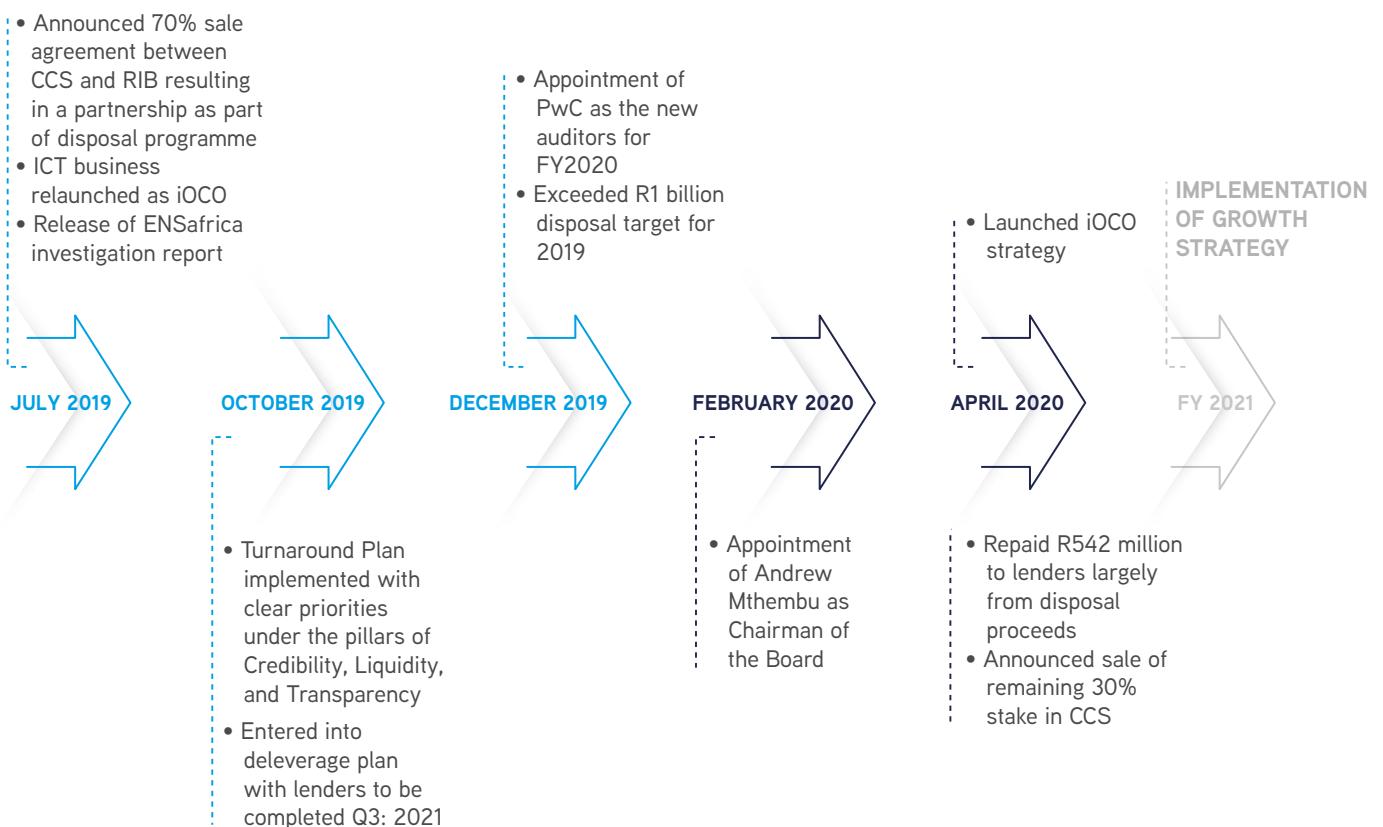 • Announced 70% sale
agreement between
CCS and RIB resulting
in a partnership as part
of disposal programme
• ICT business
relaunched as iOCO
• Release of ENSafrica
investigation report
JULY 2019
OCTOBER 2019
• Turnaround Plan
implemented with
clear priorities
under the pillars of
Credibility, Liquidity,
and Transparency
• Entered into
deleverage plan
with lenders to be
completed Q3: 2021
• Appointment of
PwC as the new
auditors for
FY2020
• Exceeded R1 billion
disposal target for
2019
DECEMBER 2019
FEBRUARY 2020
• Appointment
of Andrew
Mthembu as
Chairman of
the Board
• Launched iOCO
strategy
APRIL 2020
• Repaid R542 million
to lenders largely
from disposal
proceeds
• Announced sale of
remaining 30%
stake in CCS
IMPLEMENTATION
OF GROWTH
STRATEGY
FY 2021